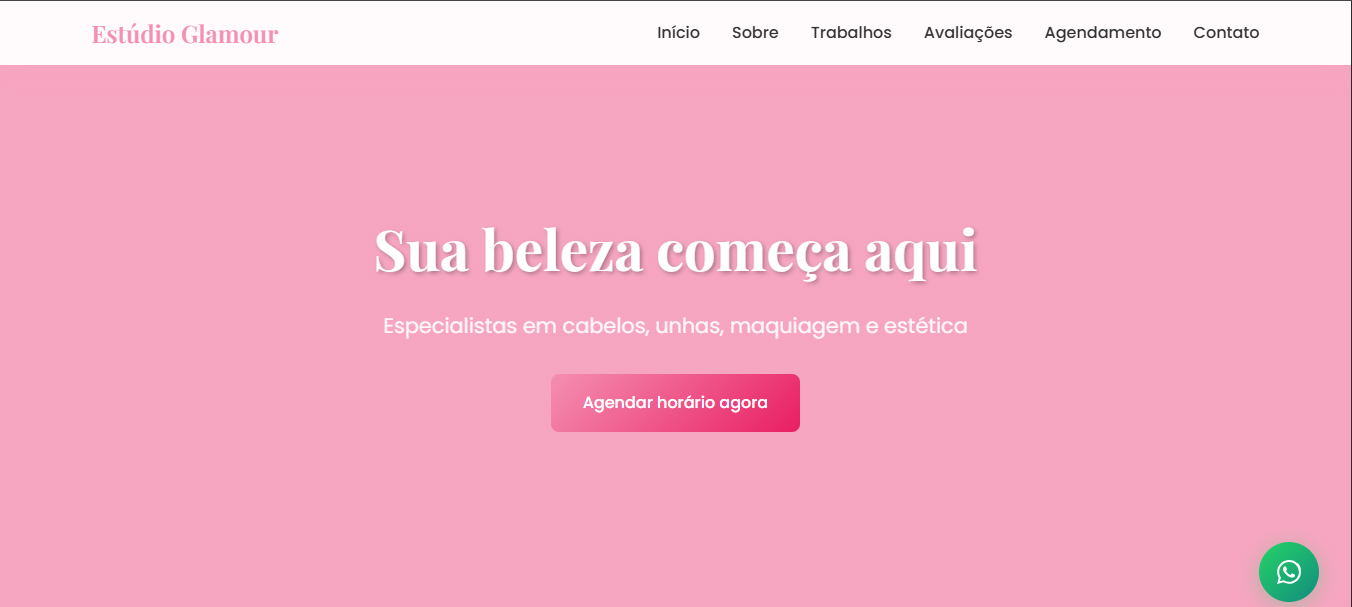 Estúdio Glamour
Início Sobre Trabalhos Avaliações Agendamento Contato
Sua beleza começa aqui
Especialistas em cabelos, unhas, maquiagem e estética
Agendar horário agora